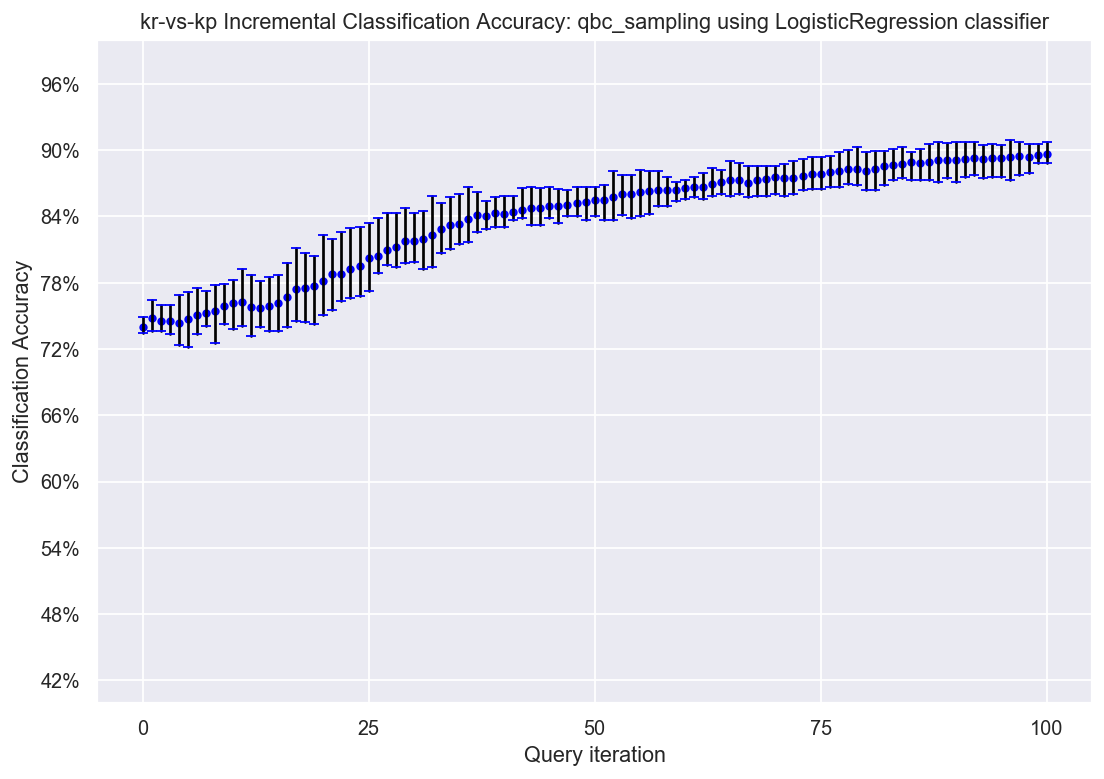 kr-vs-kp Incremental Classification Accuracy: qbc_sampling using LogisticRegression classifier
96%
90%
84%
78%
72%
66%
60%
54%
48%
42%
Classification Accuracy
0 25 50 75 100
Query iteration